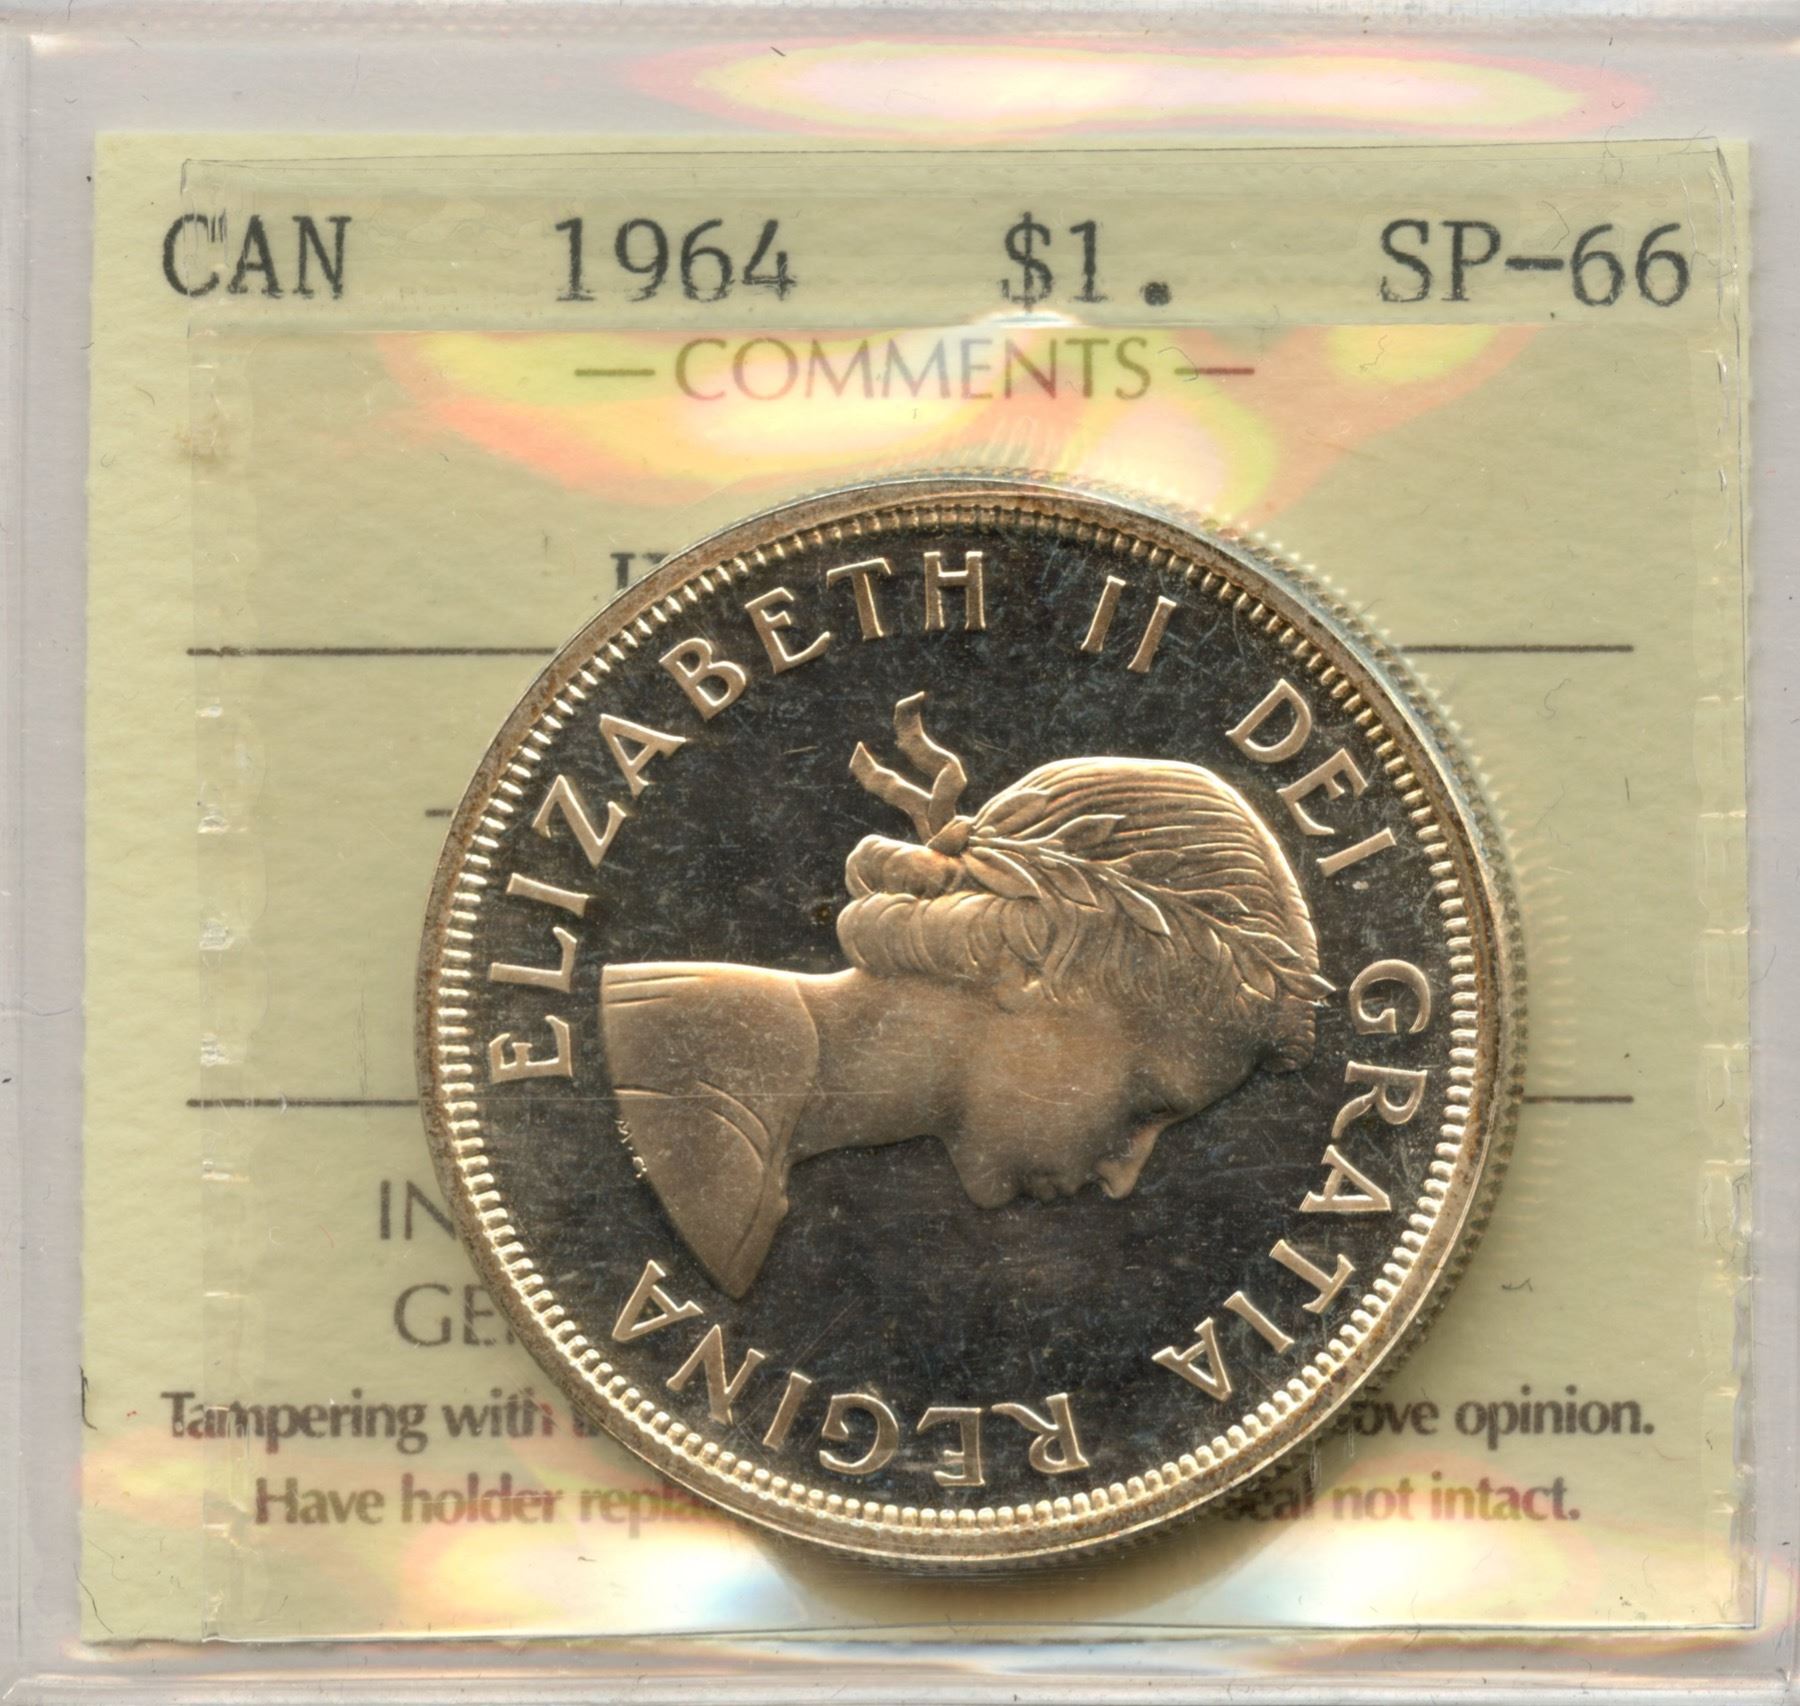 CAN 1964 $1. SP-66
— COMMENTS —
ELIZABETH II DEI GRATIA REGINA
Tampering with ove opinion.
Have holder seal not intact.